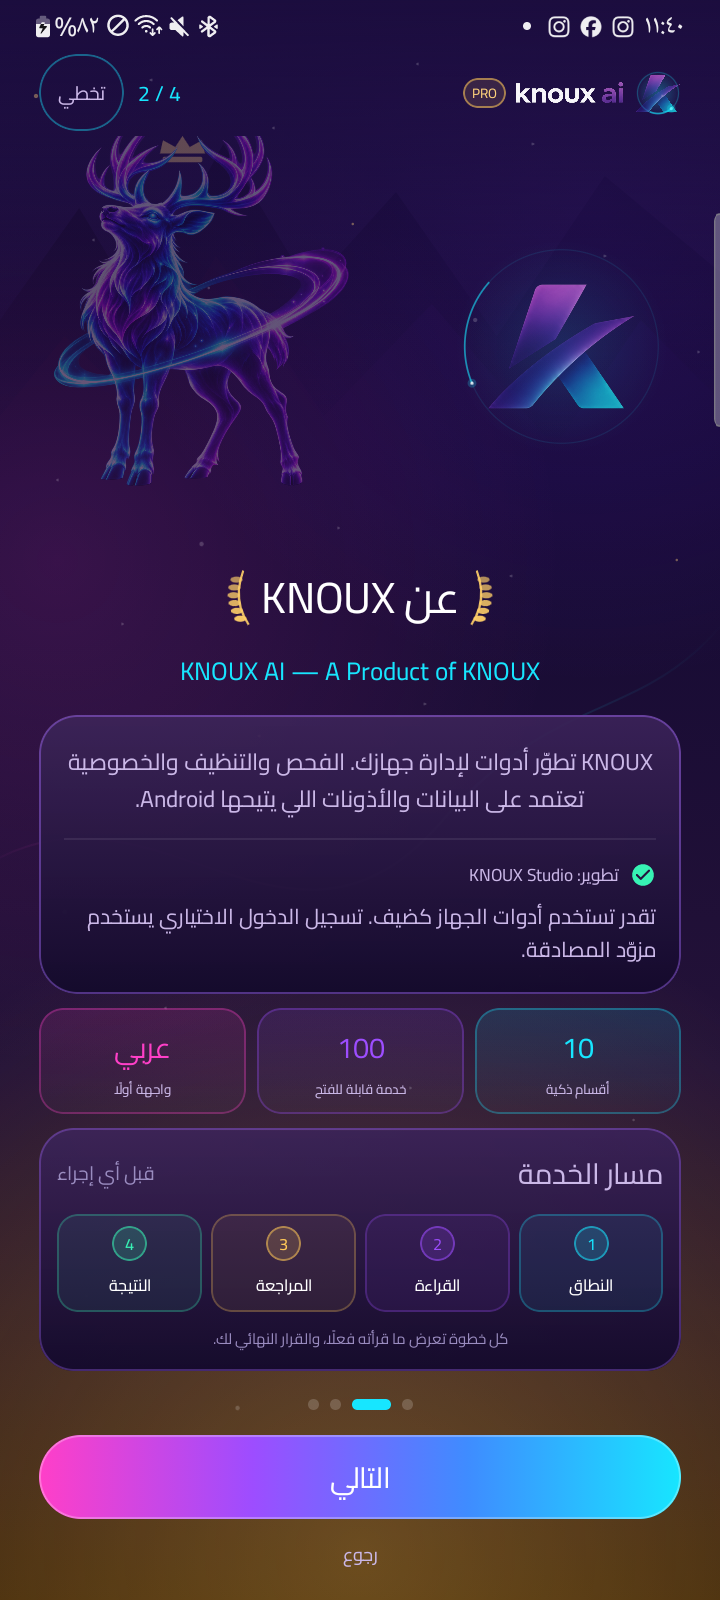 ١١:٤٠
%٨٢
knoux ai PRO
2 / 4
تخطي
عن KNOUX
KNOUX AI — A Product of KNOUX
KNOUX تطوّر أدوات لإدارة جهازك. الفحص والتنظيف والخصوصية
تعتمد على البيانات والأذونات اللي يتيحها Android.
تطوير: KNOUX Studio
تقدر تستخدم أدوات الجهاز كضيف. تسجيل الدخول الاختياري يستخدم
مزوّد المصادقة.
10
أقسام ذكية
100
خدمة قابلة للفتح
عربي
واجهة أولًا
مسار الخدمة
قبل أي إجراء
1
النطاق
2
القراءة
3
المراجعة
4
النتيجة
كل خطوة تعرض ما قرأته فعلًا، والقرار النهائي لك.
التالي
رجوع